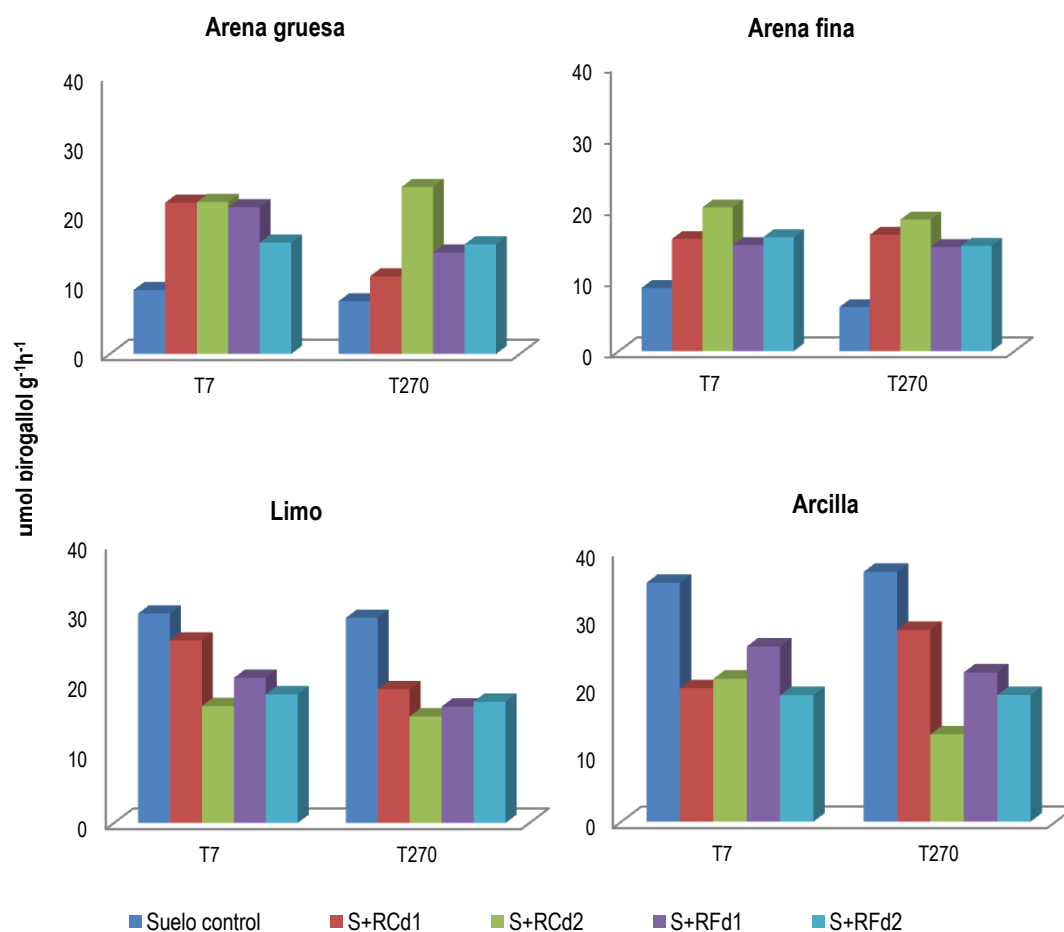 Arena gruesa
40
30
20
10
0
T7 T270
Arena fina
40
30
20
10
0
T7 T270
µmol pirogallol g⁻¹h⁻¹
Limo
40
30
20
10
0
T7 T270
Arcilla
40
30
20
10
0
T7 T270
Suelo control S+RCd1 S+RCd2 S+RFd1 S+RFd2